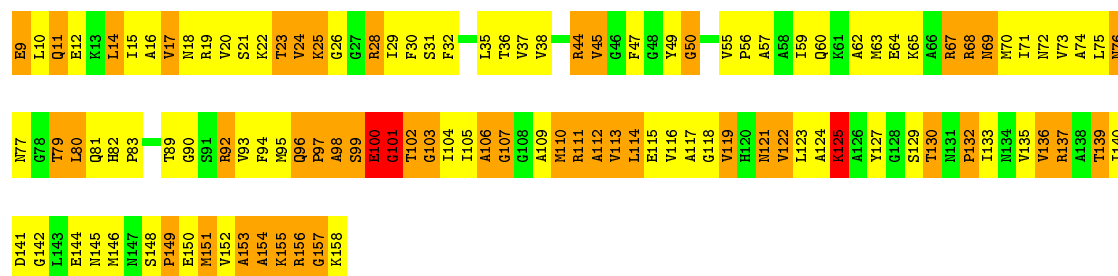 E9 L10 Q11 E12 K13 L14 I15 A16 V17 N18 R19 V20 S21 K22 T23 V24 K25 G26 G27 R28 I29 F30 S31 F32 L35 T36 V37 V38 R44 V45 G46 F47 G48 Y49 G50 V55 P56 A57 A58 I59 Q60 K61 A62 M63 E64 K65 A66 R67 R68 N69 M70 I71 N72 V73 A74 L75 N76
N77 G78 T79 L80 Q81 H82 P83 T89 G90 S91 R92 V93 F94 M95 Q96 P97 A98 S99 E100 G101 T102 G103 I104 I105 A106 G107 G108 A109 M110 R111 A112 V113 L114 E115 V116 A117 G118 V119 H120 N121 V122 L123 A124 K125 A126 Y127 G128 S129 T130 N131 P132 I133 N134 V135 V136 R137 A138 T139 I140
D141 G142 L143 E144 N145 M146 N147 S148 P149 E150 M151 V152 A153 A154 K155 R156 G157 K158